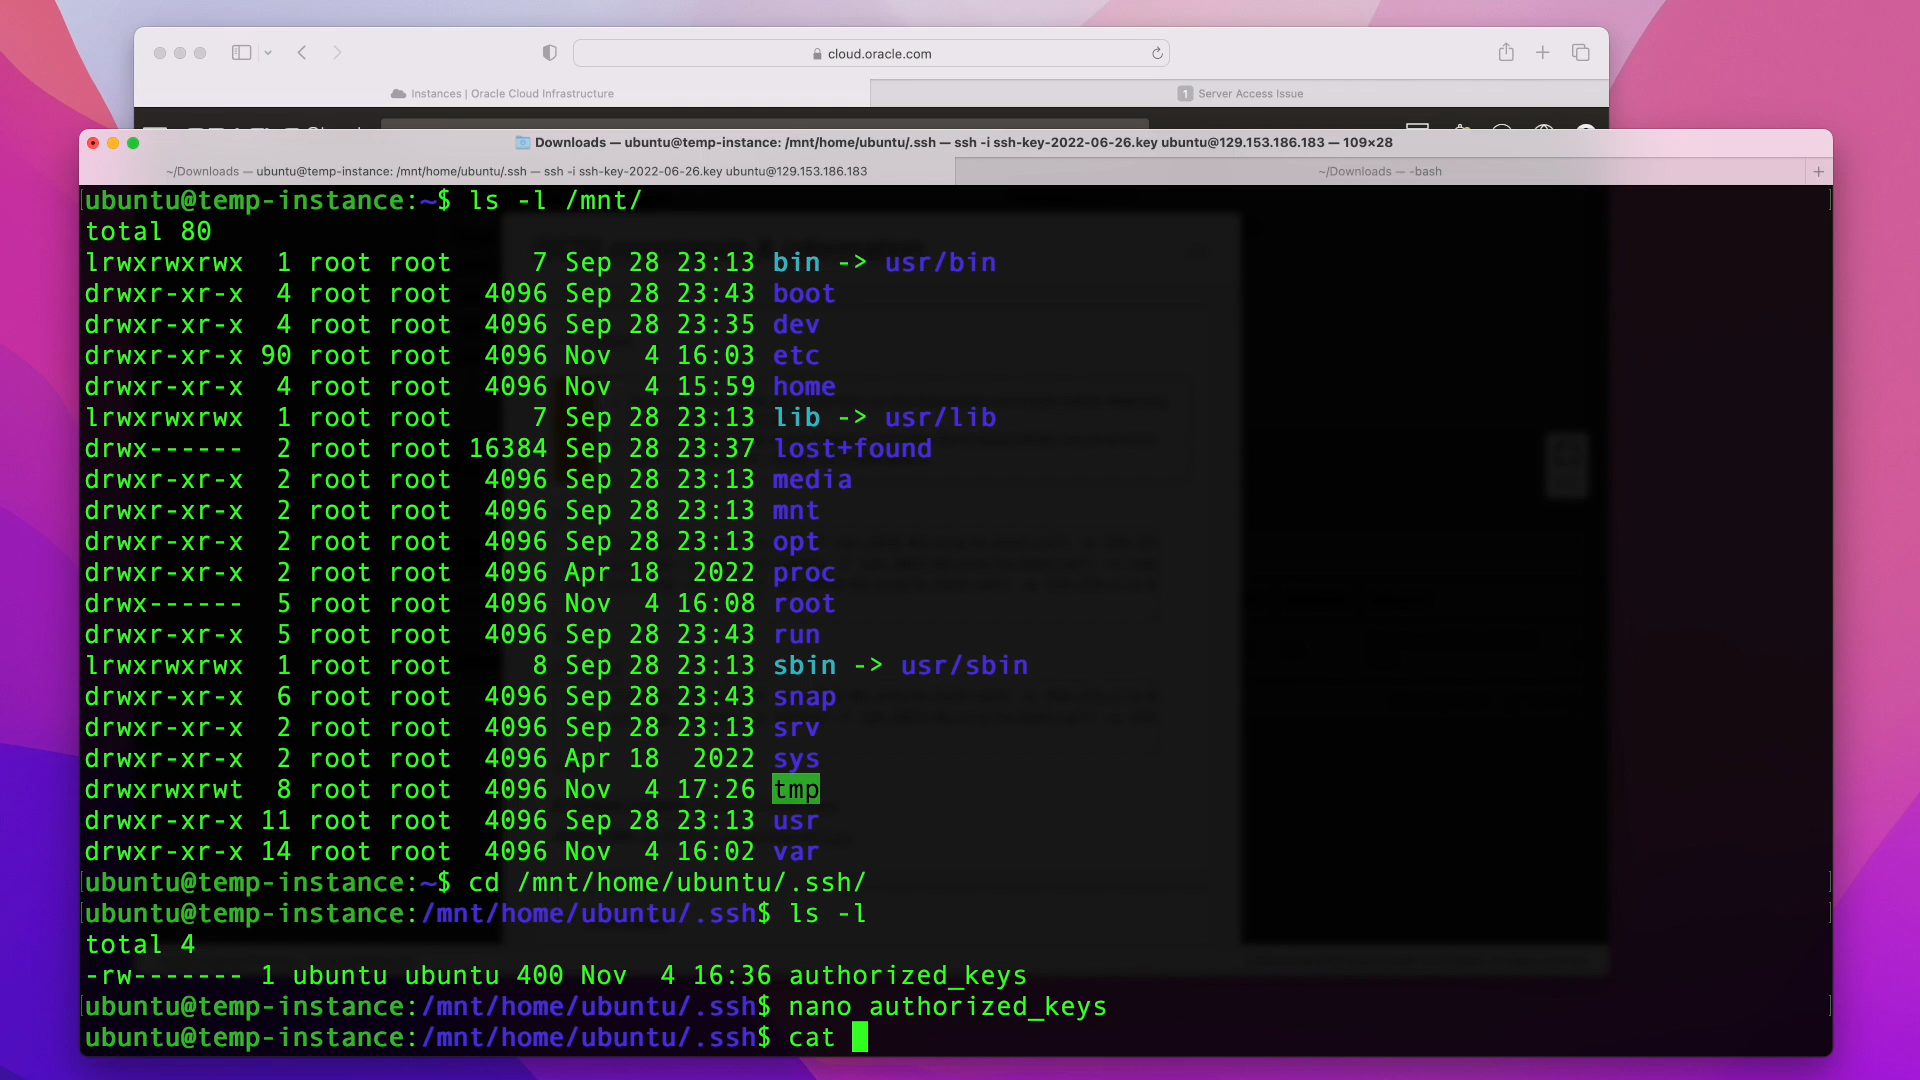 cloud.oracle.com
Instances | Oracle Cloud Infrastructure
1 Server Access Issue
Downloads — ubuntu@temp-instance: /mnt/home/ubuntu/.ssh — ssh -i ssh-key-2022-06-26.key ubuntu@129.153.186.183 — 109×28
~/Downloads — ubuntu@temp-instance: /mnt/home/ubuntu/.ssh — ssh -i ssh-key-2022-06-26.key ubuntu@129.153.186.183
~/Downloads — -bash
ubuntu@temp-instance:~$ ls -l /mnt/
total 80
lrwxrwxrwx  1 root root     7 Sep 28 23:13 bin -> usr/bin
drwxr-xr-x  4 root root  4096 Sep 28 23:43 boot
drwxr-xr-x  4 root root  4096 Sep 28 23:35 dev
drwxr-xr-x 90 root root  4096 Nov  4 16:03 etc
drwxr-xr-x  4 root root  4096 Nov  4 15:59 home
lrwxrwxrwx  1 root root     7 Sep 28 23:13 lib -> usr/lib
drwx------  2 root root 16384 Sep 28 23:37 lost+found
drwxr-xr-x  2 root root  4096 Sep 28 23:13 media
drwxr-xr-x  2 root root  4096 Sep 28 23:13 mnt
drwxr-xr-x  2 root root  4096 Sep 28 23:13 opt
drwxr-xr-x  2 root root  4096 Apr 18  2022 proc
drwx------  5 root root  4096 Nov  4 16:08 root
drwxr-xr-x  5 root root  4096 Sep 28 23:43 run
lrwxrwxrwx  1 root root     8 Sep 28 23:13 sbin -> usr/sbin
drwxr-xr-x  6 root root  4096 Sep 28 23:43 snap
drwxr-xr-x  2 root root  4096 Sep 28 23:13 srv
drwxr-xr-x  2 root root  4096 Apr 18  2022 sys
drwxrwxrwt  8 root root  4096 Nov  4 17:26 tmp
drwxr-xr-x 11 root root  4096 Sep 28 23:13 usr
drwxr-xr-x 14 root root  4096 Nov  4 16:02 var
ubuntu@temp-instance:~$ cd /mnt/home/ubuntu/.ssh/
ubuntu@temp-instance:/mnt/home/ubuntu/.ssh$ ls -l
total 4
-rw------- 1 ubuntu ubuntu 400 Nov  4 16:36 authorized_keys
ubuntu@temp-instance:/mnt/home/ubuntu/.ssh$ nano authorized_keys
ubuntu@temp-instance:/mnt/home/ubuntu/.ssh$ cat